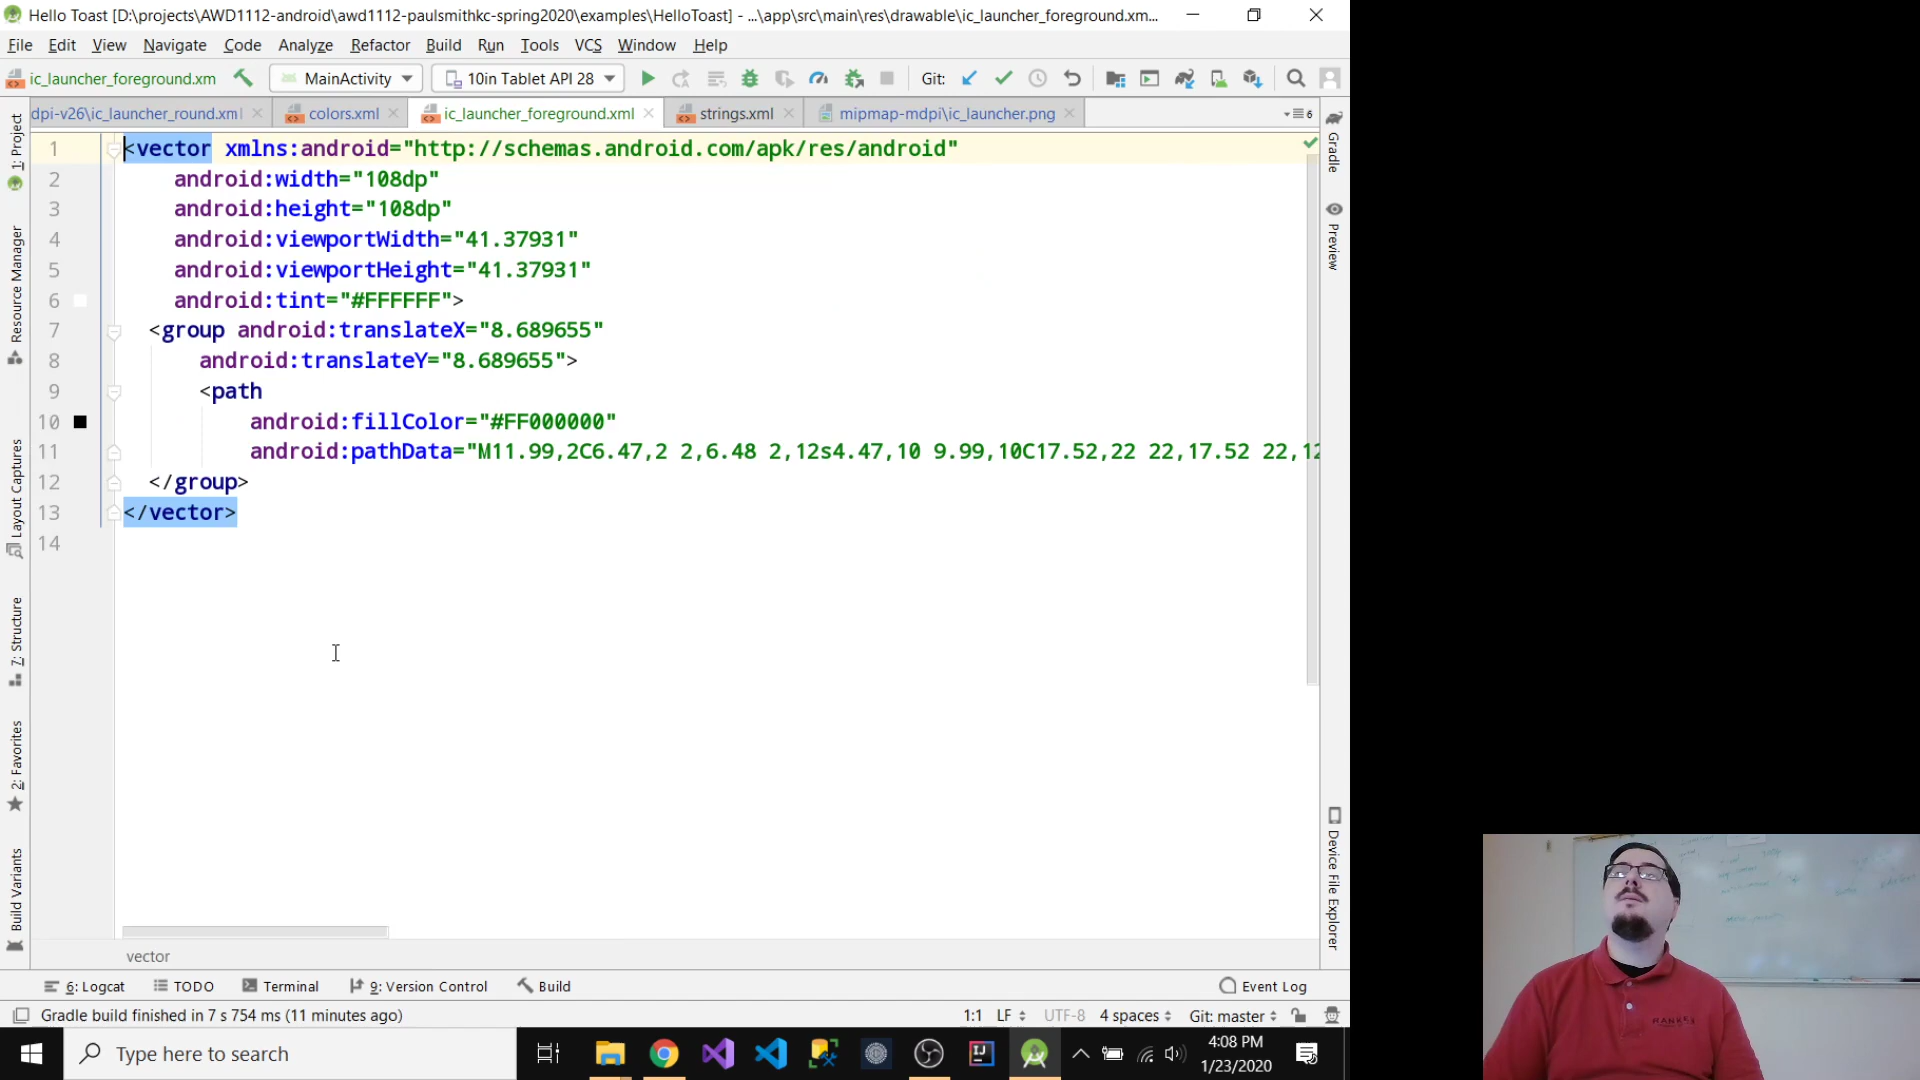 Hello Toast [D:\projects\AWD1112-android\awd1112-paulsmithkc-spring2020\examples\HelloToast] - ...\app\src\main\res\drawable\ic_launcher_foreground.xm...
File Edit View Navigate Code Analyze Refactor Build Run Tools VCS Window Help
ic_launcher_foreground.xm MainActivity 10in Tablet API 28 Git:
dpi-v26\ic_launcher_round.xml colors.xml ic_launcher_foreground.xml strings.xml mipmap-mdpi\ic_launcher.png 6
1 <vector xmlns:android="http://schemas.android.com/apk/res/android"
2 android:width="108dp"
3 android:height="108dp"
4 android:viewportWidth="41.37931"
5 android:viewportHeight="41.37931"
6 android:tint="#FFFFFF">
7 <group android:translateX="8.689655"
8 android:translateY="8.689655">
9 <path
10 android:fillColor="#FF000000"
11 android:pathData="M11.99,2C6.47,2 2,6.48 2,12s4.47,10 9.99,10C17.52,22 22,17.52 22,12
12 </group>
13 </vector>
14
1: Project
Resource Manager
Layout Captures
7: Structure
2: Favorites
Build Variants
Gradle
Preview
Device File Explorer
vector
6: Logcat TODO Terminal 9: Version Control Build Event Log
Gradle build finished in 7 s 754 ms (11 minutes ago) 1:1 LF UTF-8 4 spaces Git: master
Type here to search
4:08 PM
1/23/2020